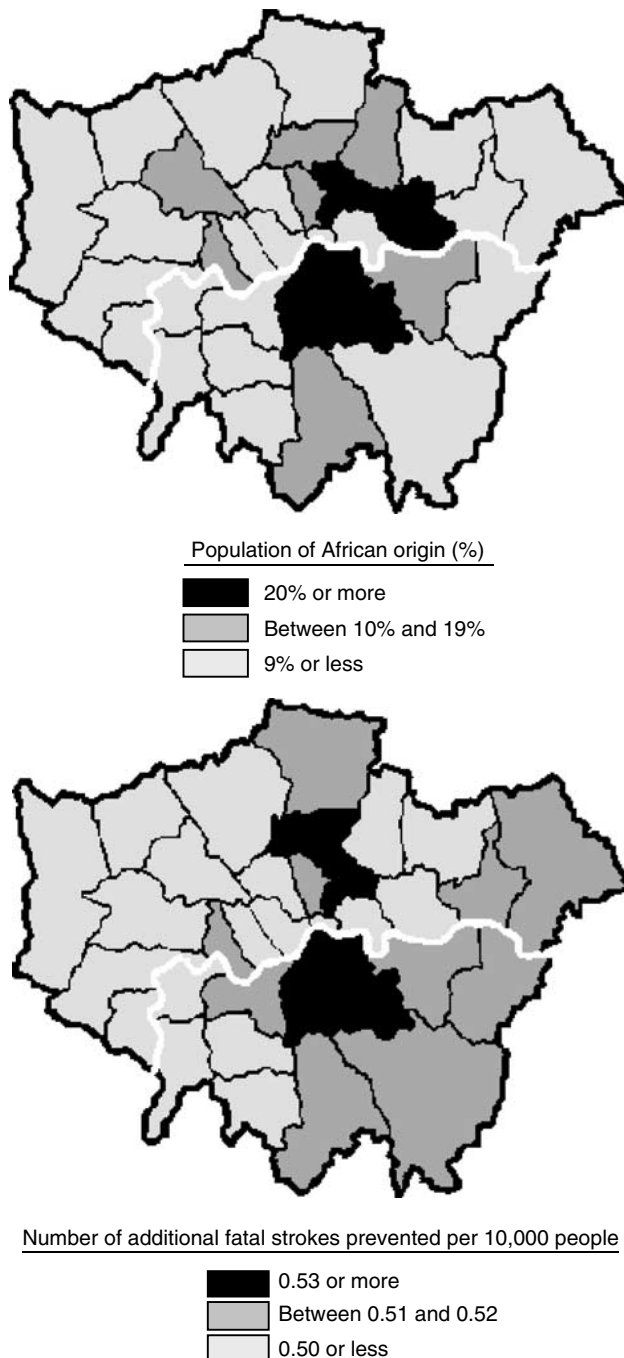 Population of African origin (%)
20% or more
Between 10% and 19%
9% or less
Number of additional fatal strokes prevented per 10,000 people
0.53 or more
Between 0.51 and 0.52
0.50 or less